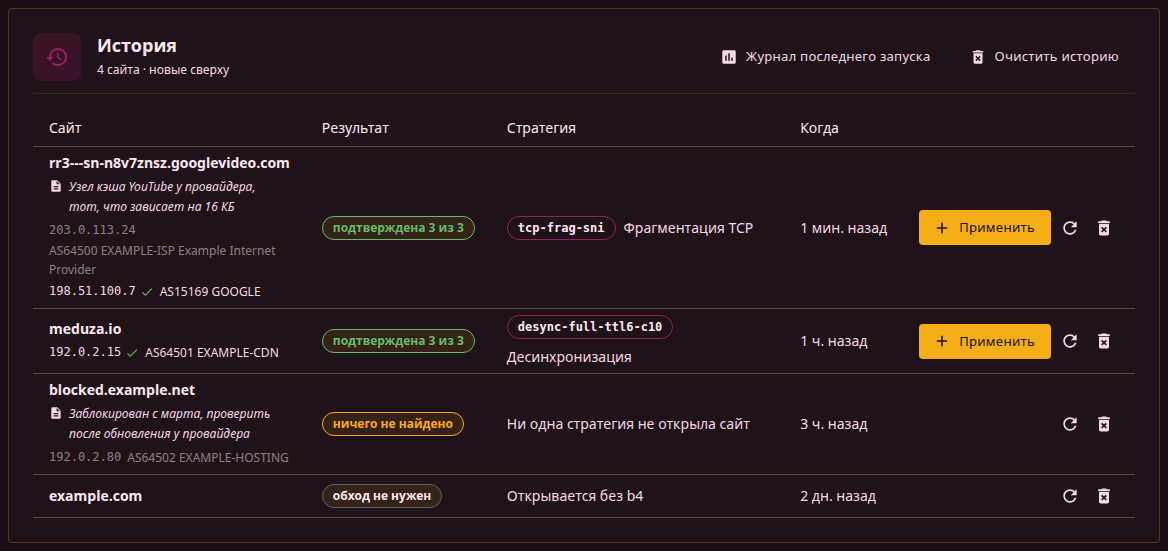 История
4 сайта · новые сверху
Журнал последнего запуска
Очистить историю
Сайт
Результат
Стратегия
Когда
rr3---sn-n8v7znsz.googlevideo.com
Узел кэша YouTube у провайдера,
тот, что зависает на 16 КБ
203.0.113.24
AS64500 EXAMPLE-ISP Example Internet
Provider
198.51.100.7 AS15169 GOOGLE
подтверждена 3 из 3
tcp-frag-sni Фрагментация TCP
1 мин. назад
Применить
meduza.io
192.0.2.15 AS64501 EXAMPLE-CDN
подтверждена 3 из 3
desync-full-ttl6-c10
Десинхронизация
1 ч. назад
Применить
blocked.example.net
Заблокирован с марта, проверить
после обновления у провайдера
192.0.2.80 AS64502 EXAMPLE-HOSTING
ничего не найдено
Ни одна стратегия не открыла сайт
3 ч. назад
example.com
обход не нужен
Открывается без b4
2 дн. назад